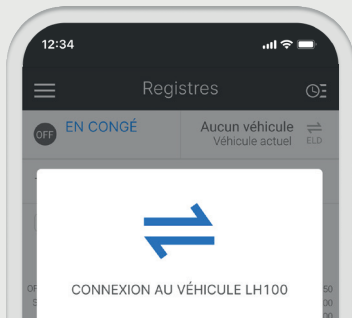 12:34
Registres
OFF EN CONGÉ
Aucun véhicule
Véhicule actuel ELD
CONNEXION AU VÉHICULE LH100